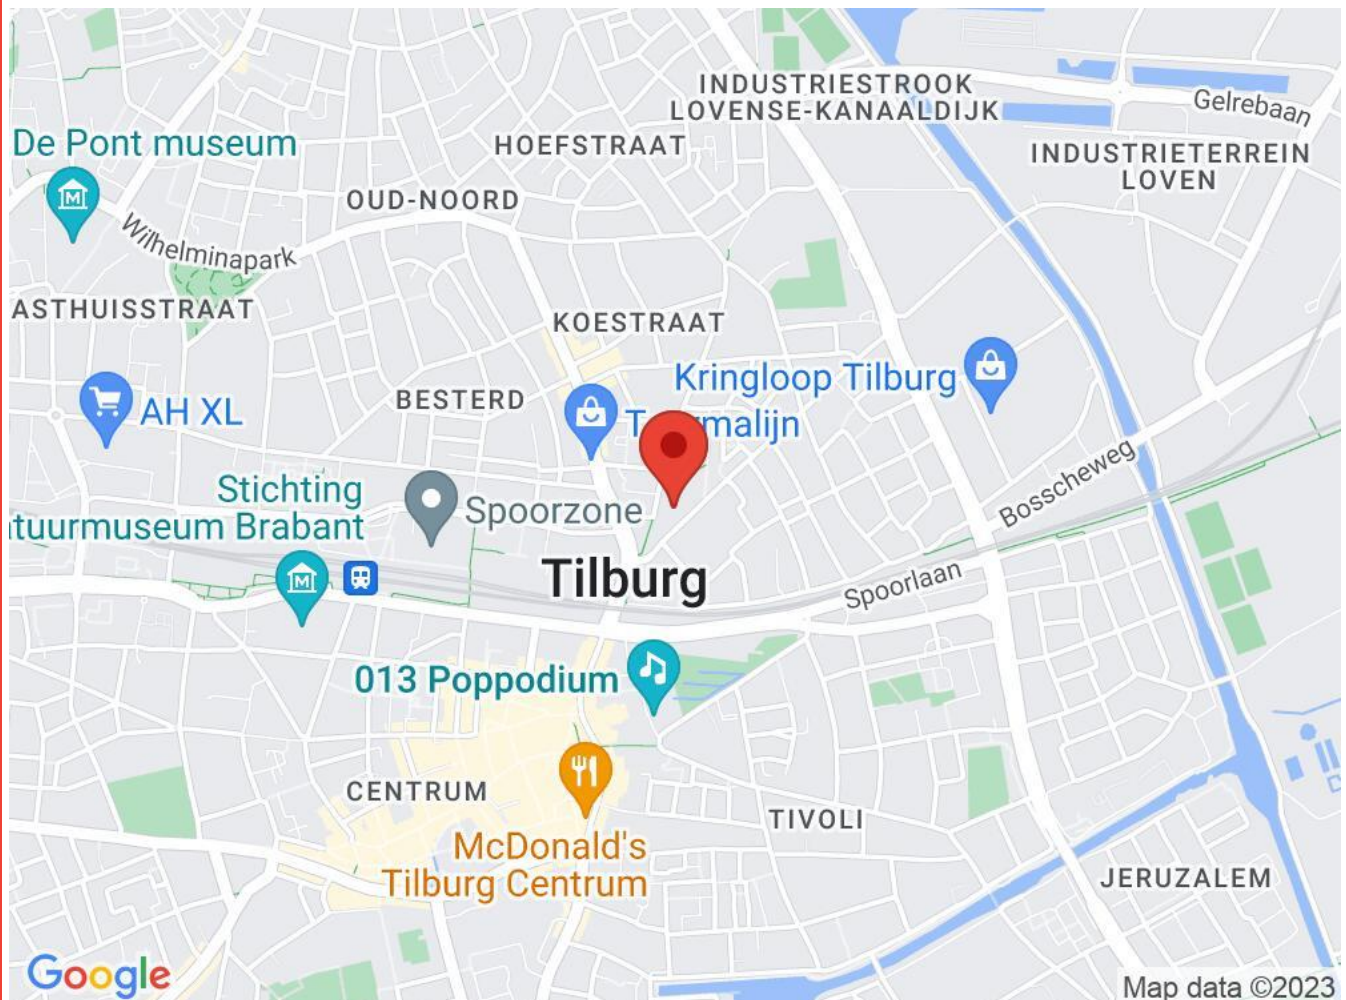 INDUSTRIESTROOK
LOVENSE-KANAALDIJK
Gelrebaan
De Pont museum
HOEFSTRAAT
INDUSTRIETERREIN
LOVEN
OUD-NOORD
Wilhelminapark
ASTHUISSTRAAT
KOESTRAAT
Kringloop Tilburg
BESTERD
AH XL
Bosscheweg
Stichting
tuurmuseum Brabant
Spoorzone
Tilburg
Spoorlaan
013 Poppodium
CENTRUM
TIVOLI
McDonald's
Tilburg Centrum
JERUZALEM
Google
Map data ©2023